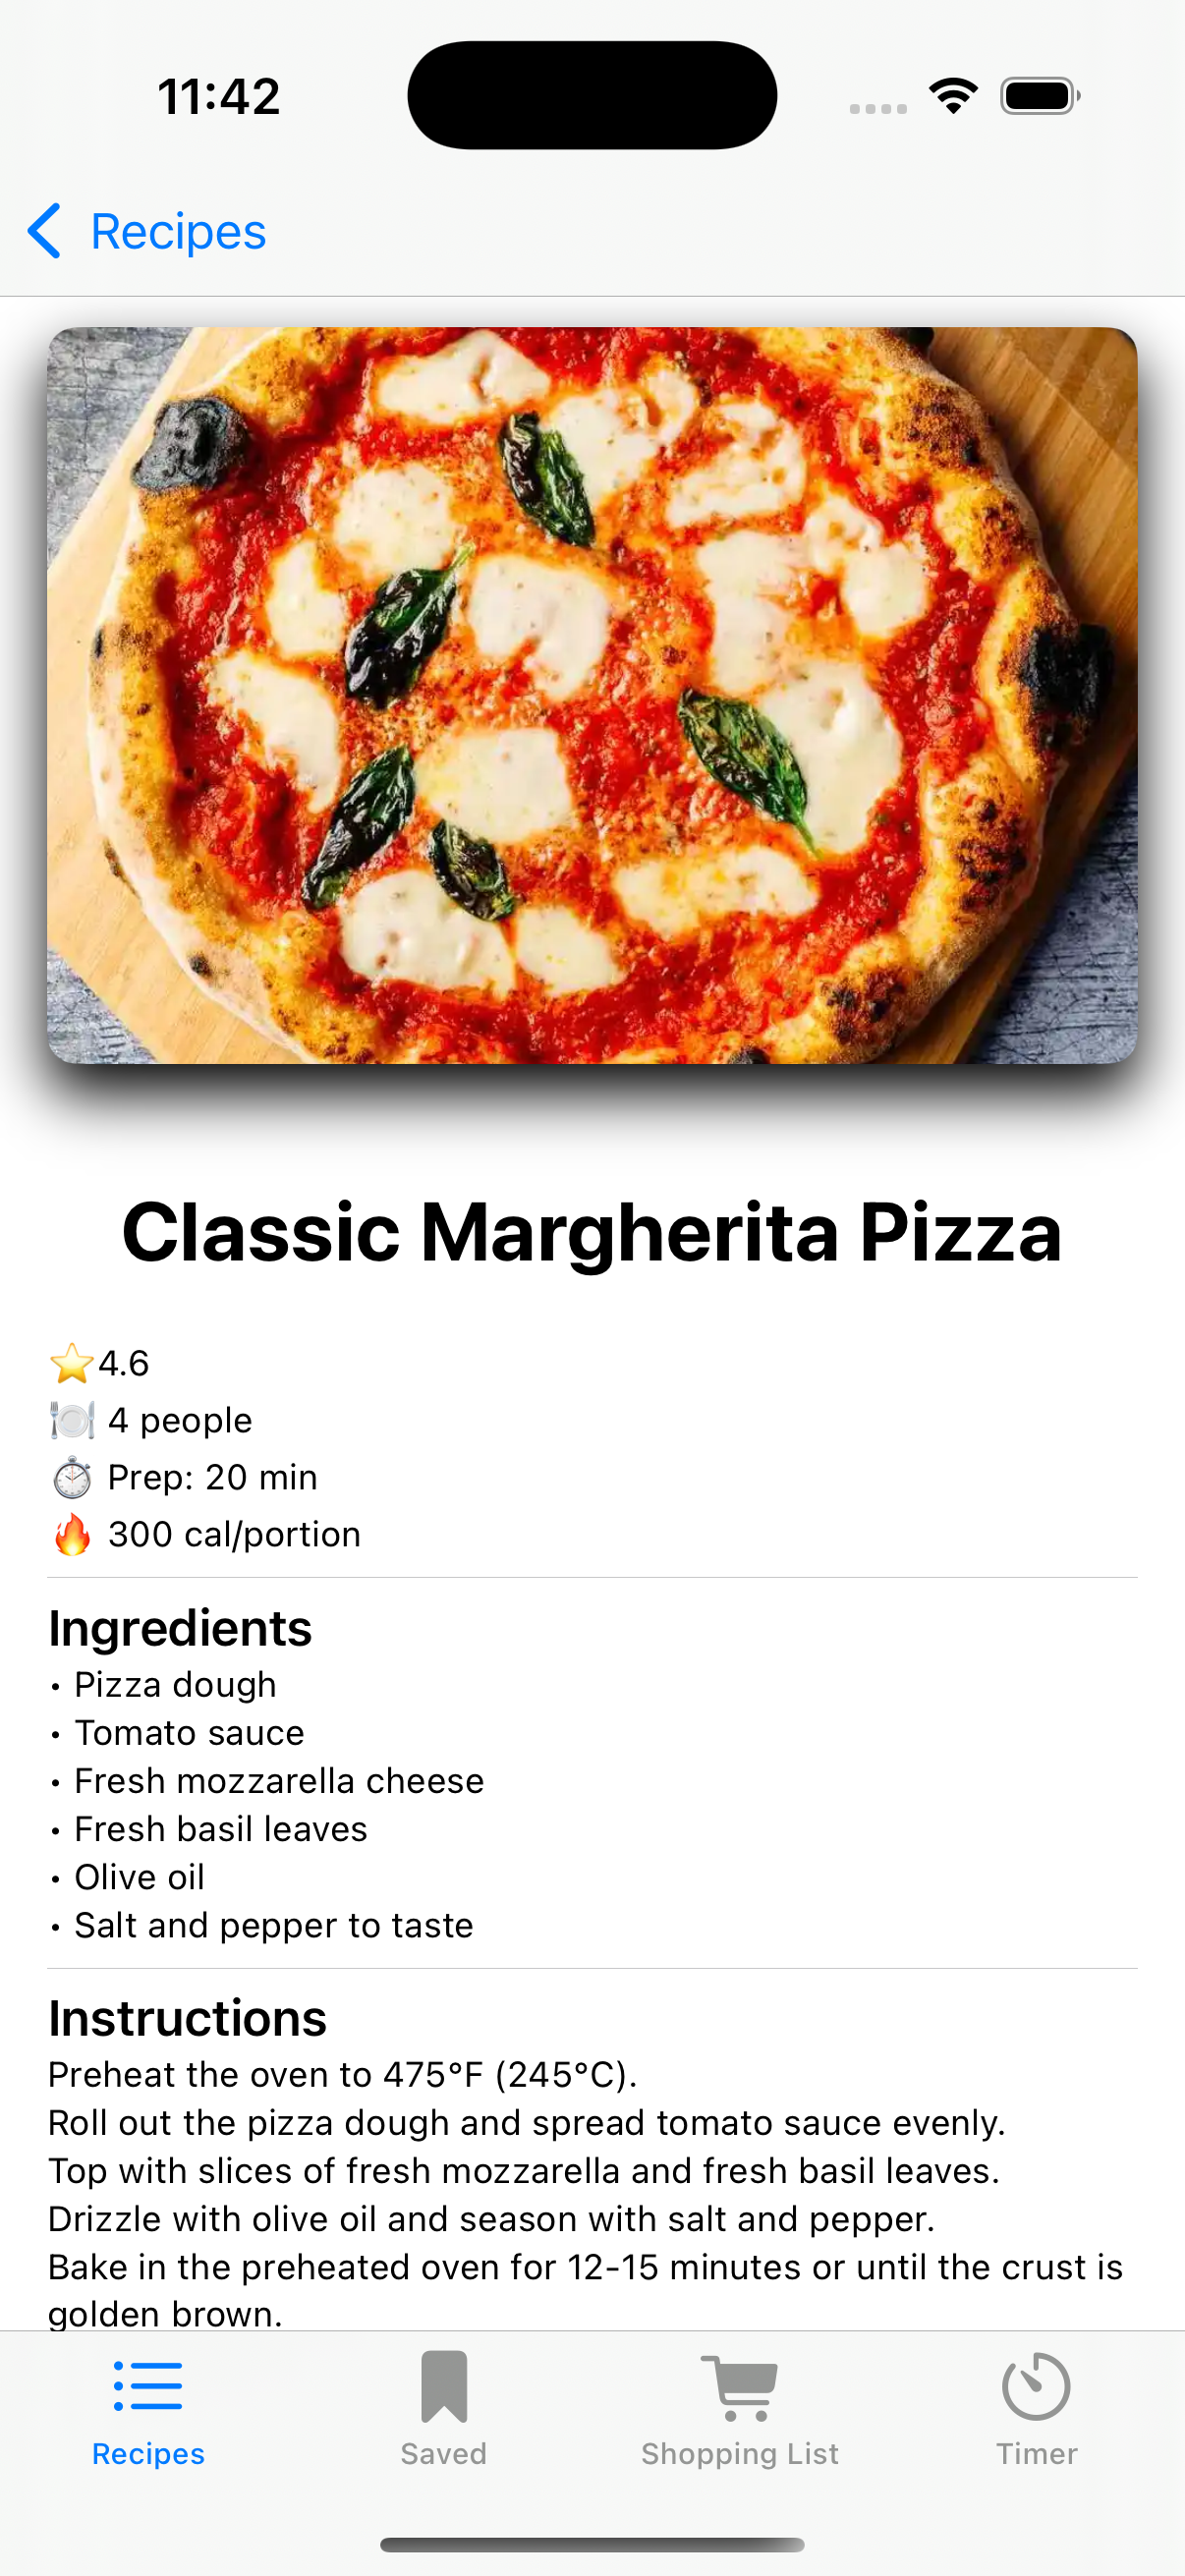 11:42
Recipes
Classic Margherita Pizza
⭐4.6
🍽 4 people
⏱ Prep: 20 min
🔥 300 cal/portion
Ingredients
• Pizza dough
• Tomato sauce
• Fresh mozzarella cheese
• Fresh basil leaves
• Olive oil
• Salt and pepper to taste
Instructions
Preheat the oven to 475°F (245°C).
Roll out the pizza dough and spread tomato sauce evenly.
Top with slices of fresh mozzarella and fresh basil leaves.
Drizzle with olive oil and season with salt and pepper.
Bake in the preheated oven for 12-15 minutes or until the crust is
golden brown.
Recipes Saved Shopping List Timer